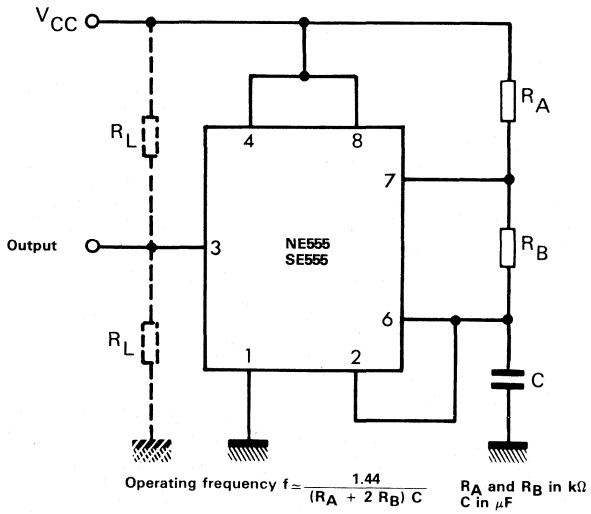 VCC
RA
RL
4
8
7
Output
3
NE555
SE555
RB
6
RL
1
2
C
Operating frequency f ≃ 1.44 / (RA + 2 RB) C
RA and RB in kΩ
C in μF